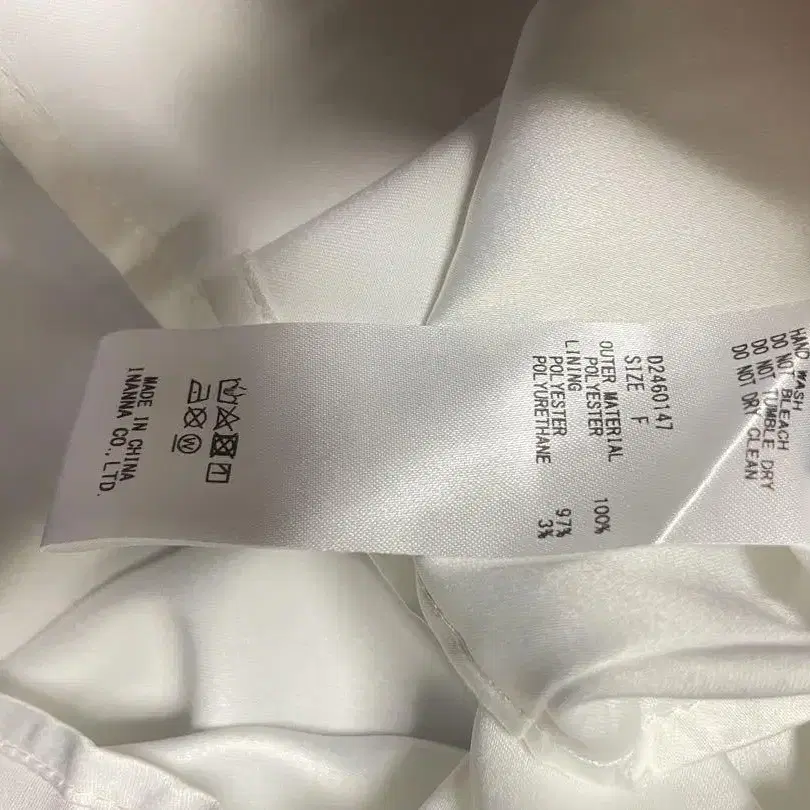 HAND WASH
DO NOT BLEACH
DO NOT TUMBLE DRY
DO NOT DRY CLEAN
D2460147
SIZE F
OUTER MATERIAL
POLYESTER 100%
LINING
POLYESTER 97%
POLYURETHANE 3%
W
MADE IN CHINA
INANNA CO., LTD.